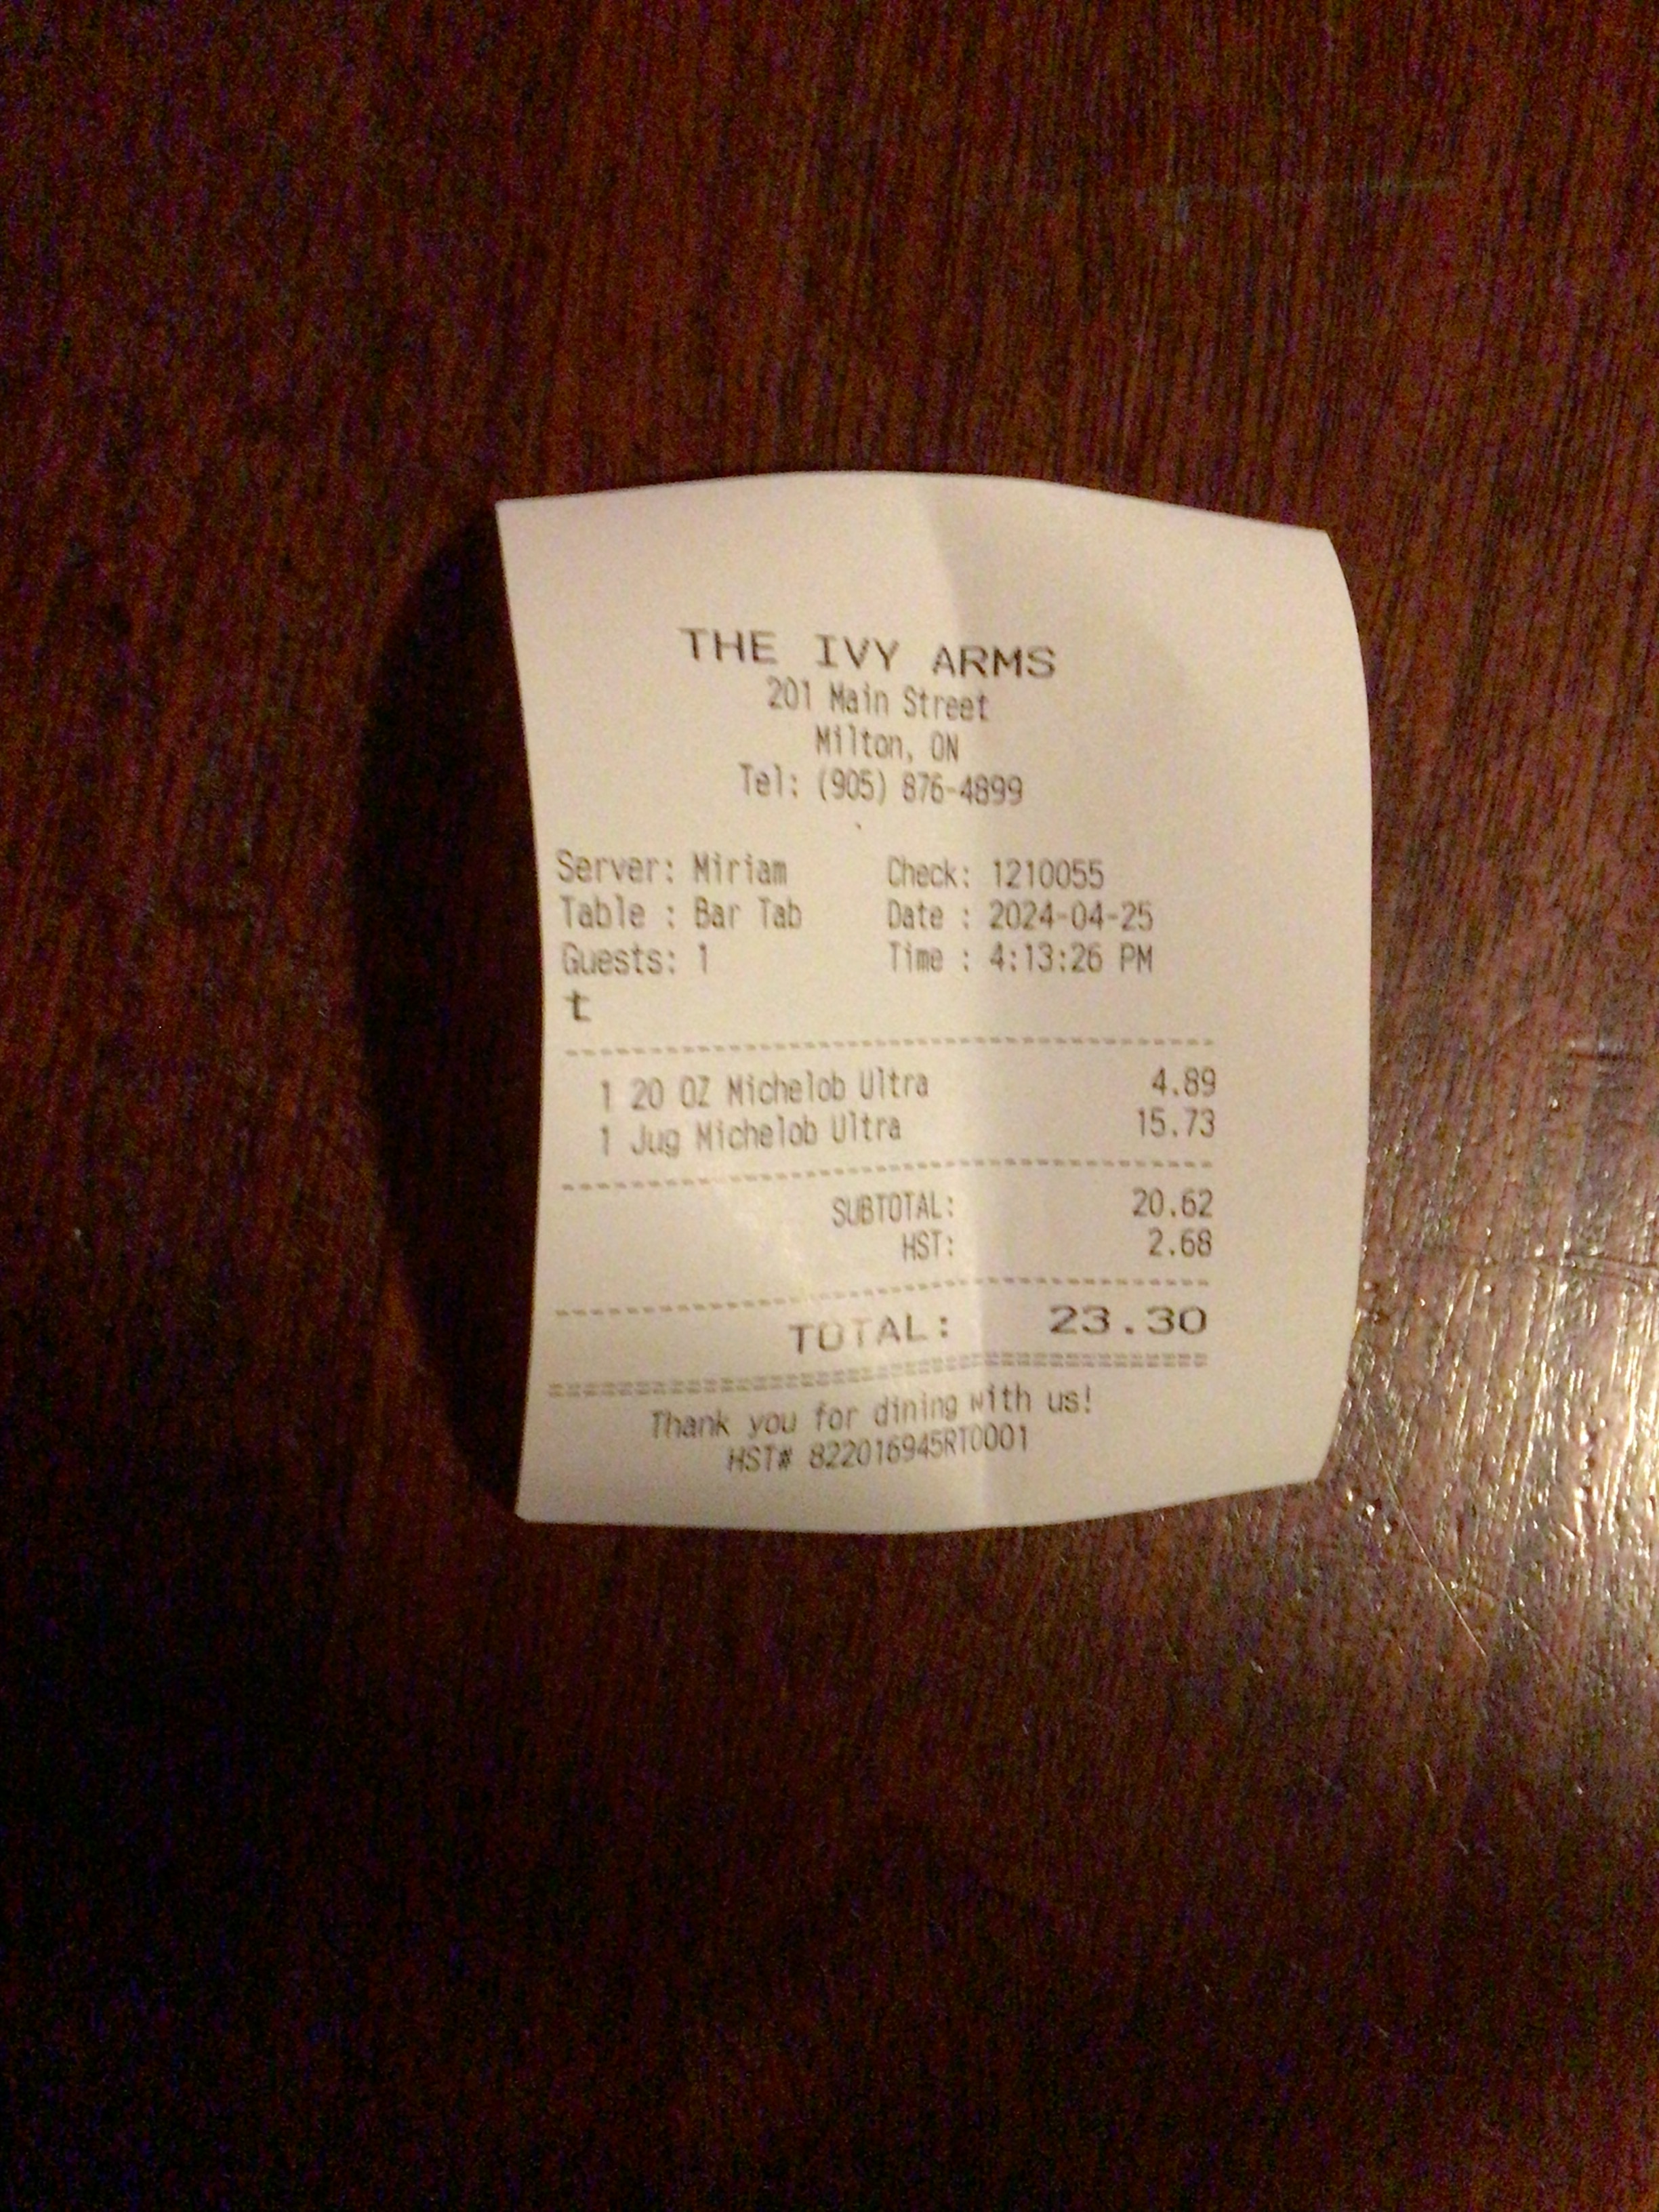 THE IVY ARMS
201 Main Street
Milton, ON
Tel: (905) 876-4899
Server: Miriam Check: 1210055
Table : Bar Tab Date : 2024-04-25
Guests: 1 Time : 4:13:26 PM
t
1 20 OZ Michelob Ultra 4.89
1 Jug Michelob Ultra 15.73
SUBTOTAL: 20.62
HST: 2.68
TOTAL: 23.30
Thank you for dining with us!
HST# 822016945RT0001